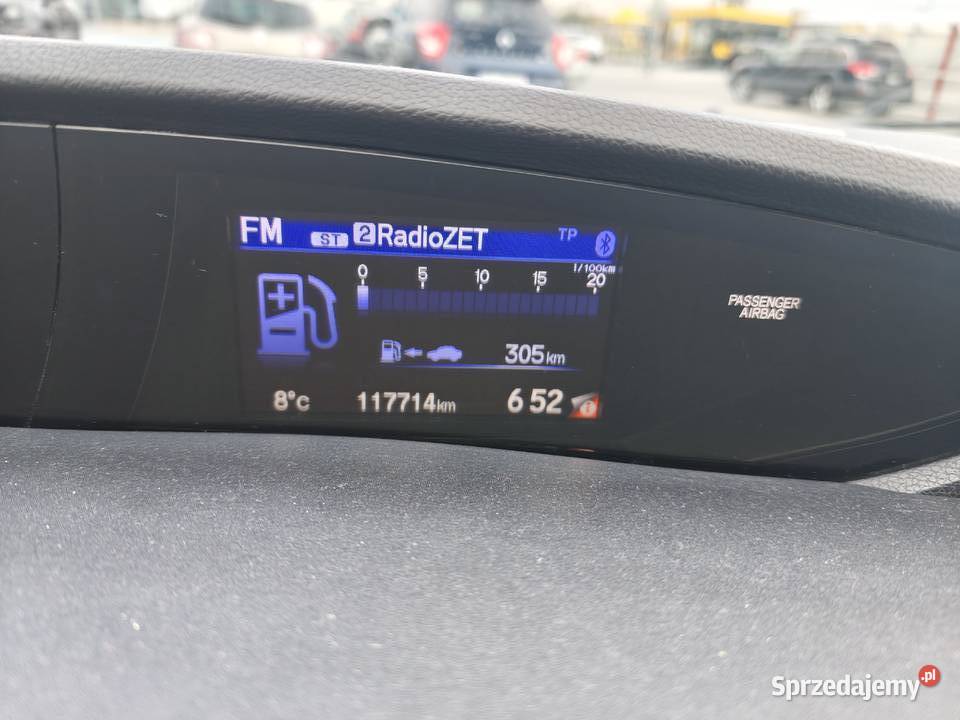 FM ST 2 RadioZET TP
l/100km
0 5 10 15 20
305km
8°C 117714km 6 52
PASSENGER
AIRBAG
Sprzedajemy.pl